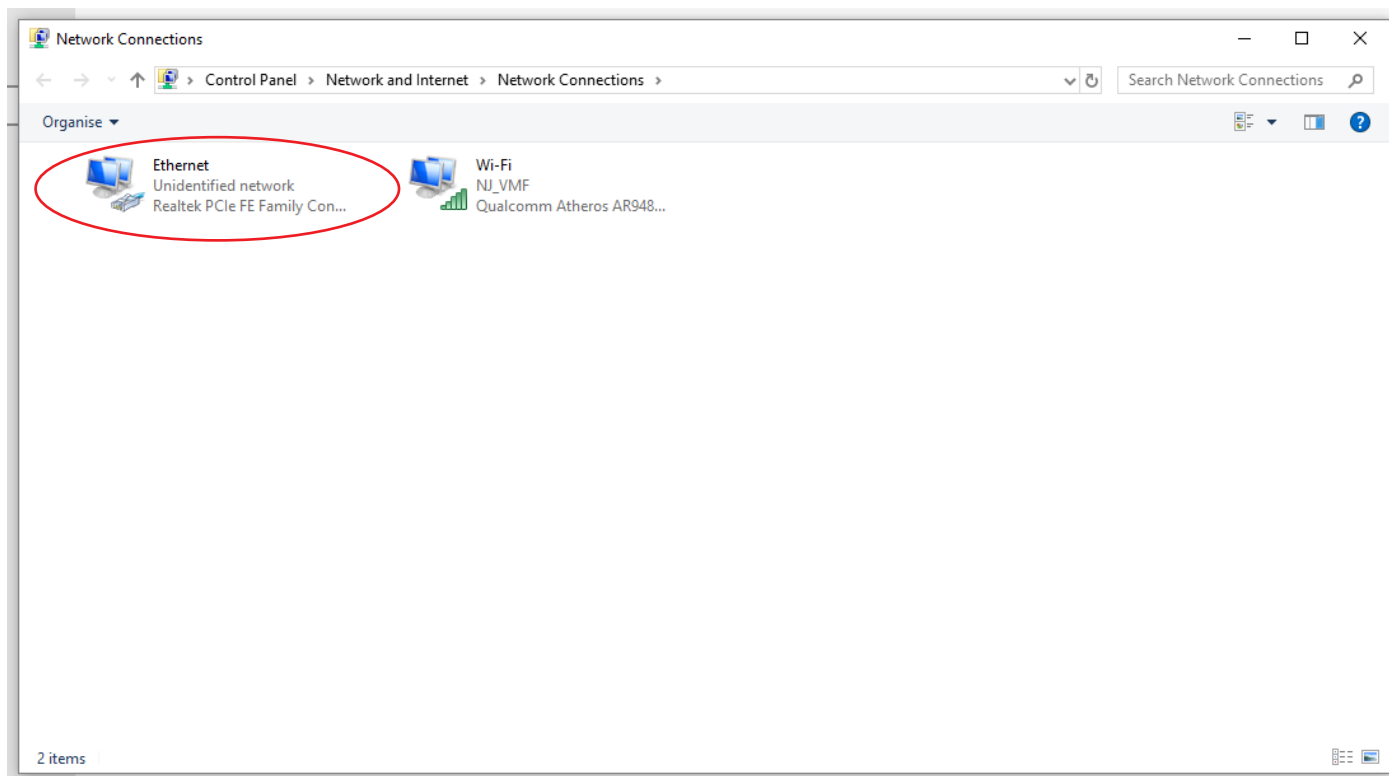 Network Connections
Control Panel > Network and Internet > Network Connections >
Search Network Connections
Organise
Ethernet
Unidentified network
Realtek PCIe FE Family Con...
Wi-Fi
NJ_VMF
Qualcomm Atheros AR948...
2 items